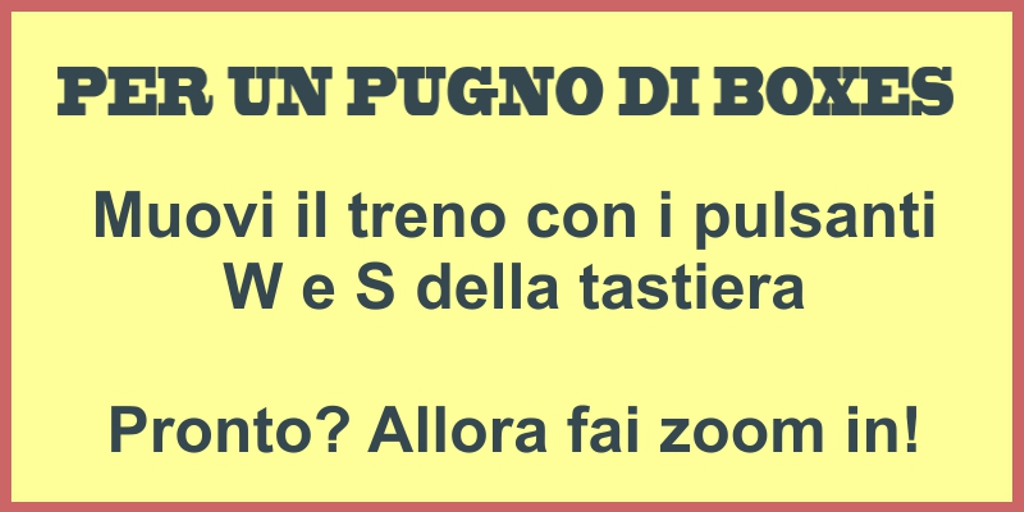 PER UN PUGNO DI BOXES
Muovi il treno con i pulsanti
W e S della tastiera
Pronto? Allora fai zoom in!